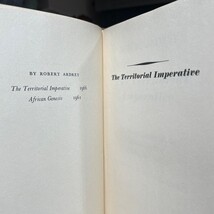 BY ROBERT ARDREY
The Territorial Imperative 1966
African Genesis 1961
The Territorial Imperative